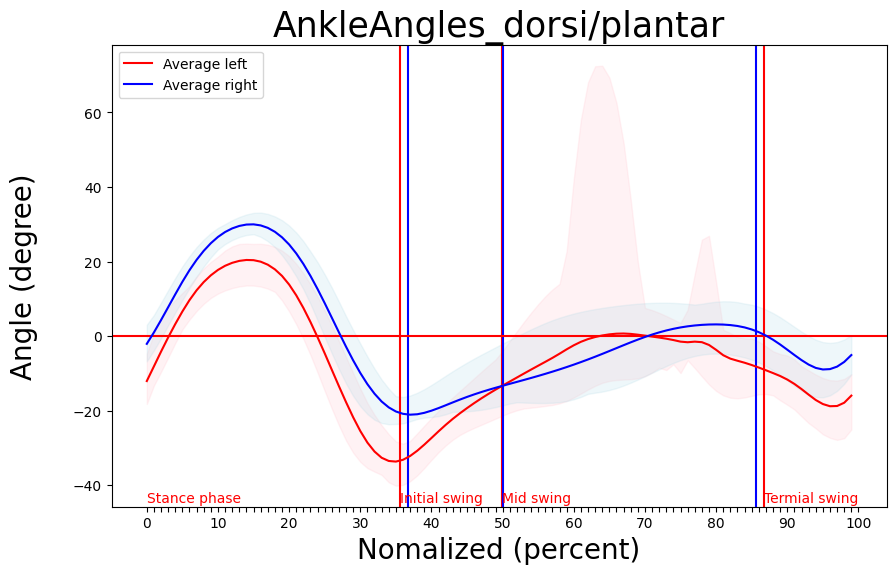 AnkleAngles_dorsi/plantar
Average left
Average right
Angle (degree)
60
40
20
0
−20
−40
Stance phase
Initial swing
Mid swing
Termial swing
0 10 20 30 40 50 60 70 80 90 100
Nomalized (percent)